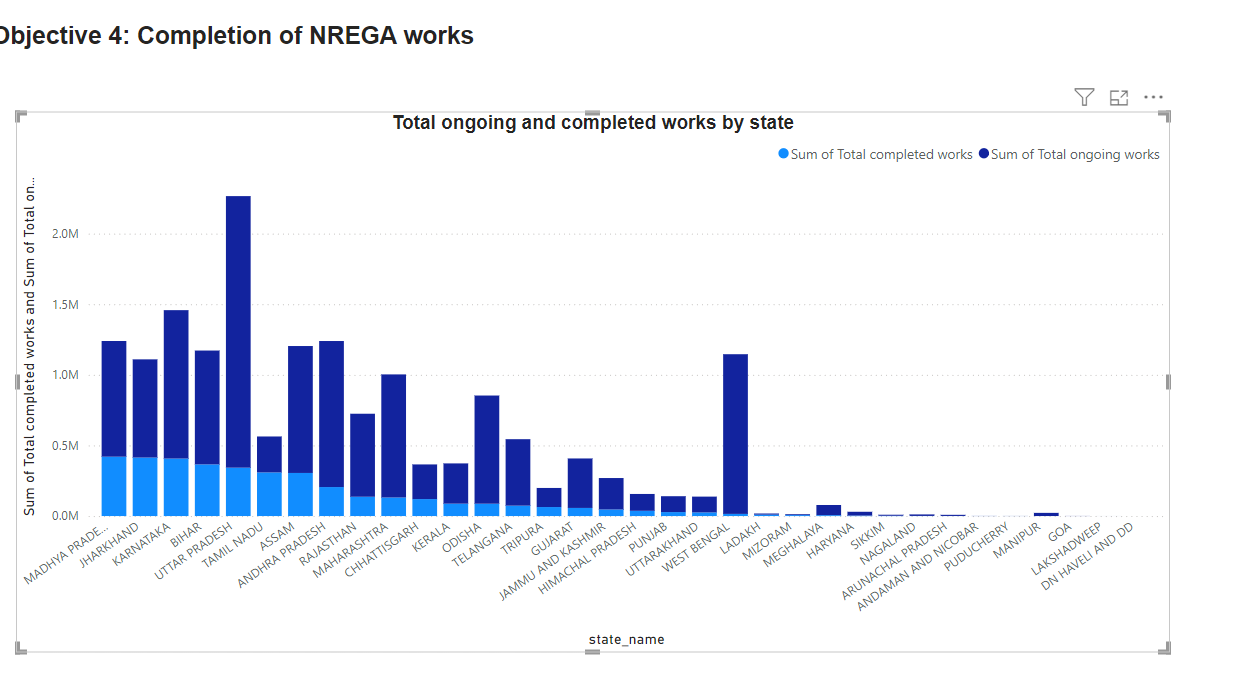 Objective 4: Completion of NREGA works
Total ongoing and completed works by state
Sum of Total completed works Sum of Total ongoing works
Sum of Total completed works and Sum of Total on...
2.0M
1.5M
1.0M
0.5M
0.0M
MADHYA PRADE...
JHARKHAND
KARNATAKA
BIHAR
UTTAR PRADESH
TAMIL NADU
ASSAM
ANDHRA PRADESH
RAJASTHAN
MAHARASHTRA
CHHATTISGARH
KERALA
ODISHA
TELANGANA
TRIPURA
GUJARAT
JAMMU AND KASHMIR
HIMACHAL PRADESH
PUNJAB
UTTARAKHAND
WEST BENGAL
LADAKH
MIZORAM
MEGHALAYA
HARYANA
SIKKIM
NAGALAND
ARUNACHAL PRADESH
ANDAMAN AND NICOBAR
PUDUCHERRY
MANIPUR
GOA
LAKSHADWEEP
DN HAVELI AND DD
state_name